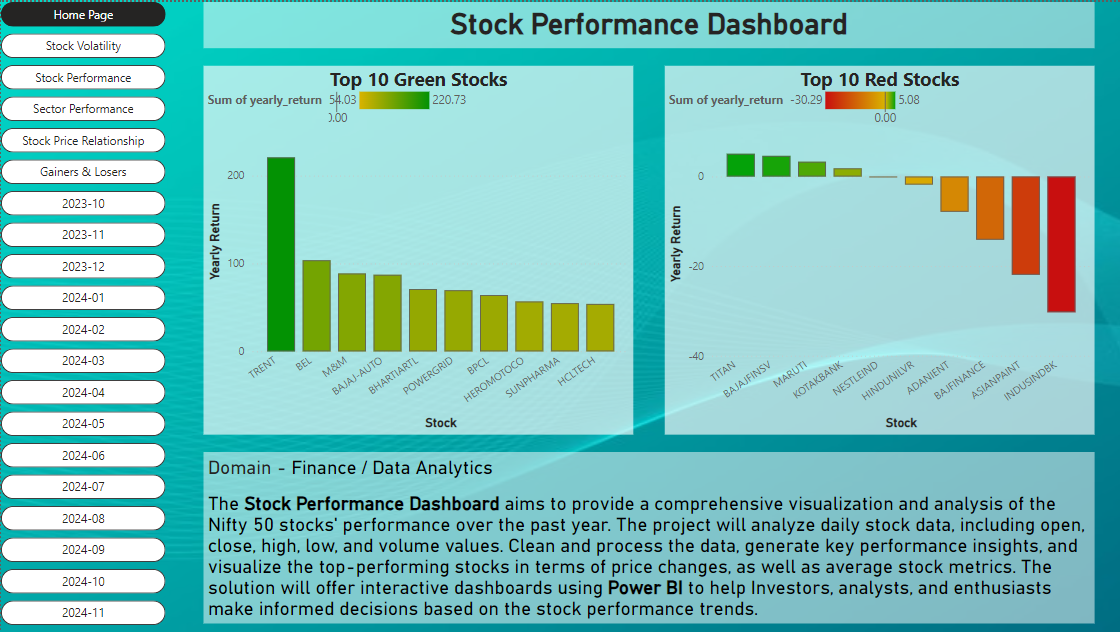 Home Page
Stock Volatility
Stock Performance
Sector Performance
Stock Price Relationship
Gainers & Losers
2023-10
2023-11
2023-12
2024-01
2024-02
2024-03
2024-04
2024-05
2024-06
2024-07
2024-08
2024-09
2024-10
2024-11
Stock Performance Dashboard
Top 10 Green Stocks
Sum of yearly_return 54.03 220.73
0.00
Yearly Return
200
100
0
TRENT BEL M&M BAJAJ-AUTO BHARTIARTL POWERGRID BPCL HEROMOTOCO SUNPHARMA HCLTECH
Stock
Top 10 Red Stocks
Sum of yearly_return -30.29 5.08
0.00
Yearly Return
0
-20
-40
TITAN BAJAJFINSV MARUTI KOTAKBANK NESTLEIND HINDUNILVR ADANIENT BAJFINANCE ASIANPAINT INDUSINDBK
Stock
Domain - Finance / Data Analytics
The Stock Performance Dashboard aims to provide a comprehensive visualization and analysis of the
Nifty 50 stocks' performance over the past year. The project will analyze daily stock data, including open,
close, high, low, and volume values. Clean and process the data, generate key performance insights, and
visualize the top-performing stocks in terms of price changes, as well as average stock metrics. The
solution will offer interactive dashboards using Power BI to help Investors, analysts, and enthusiasts
make informed decisions based on the stock performance trends.